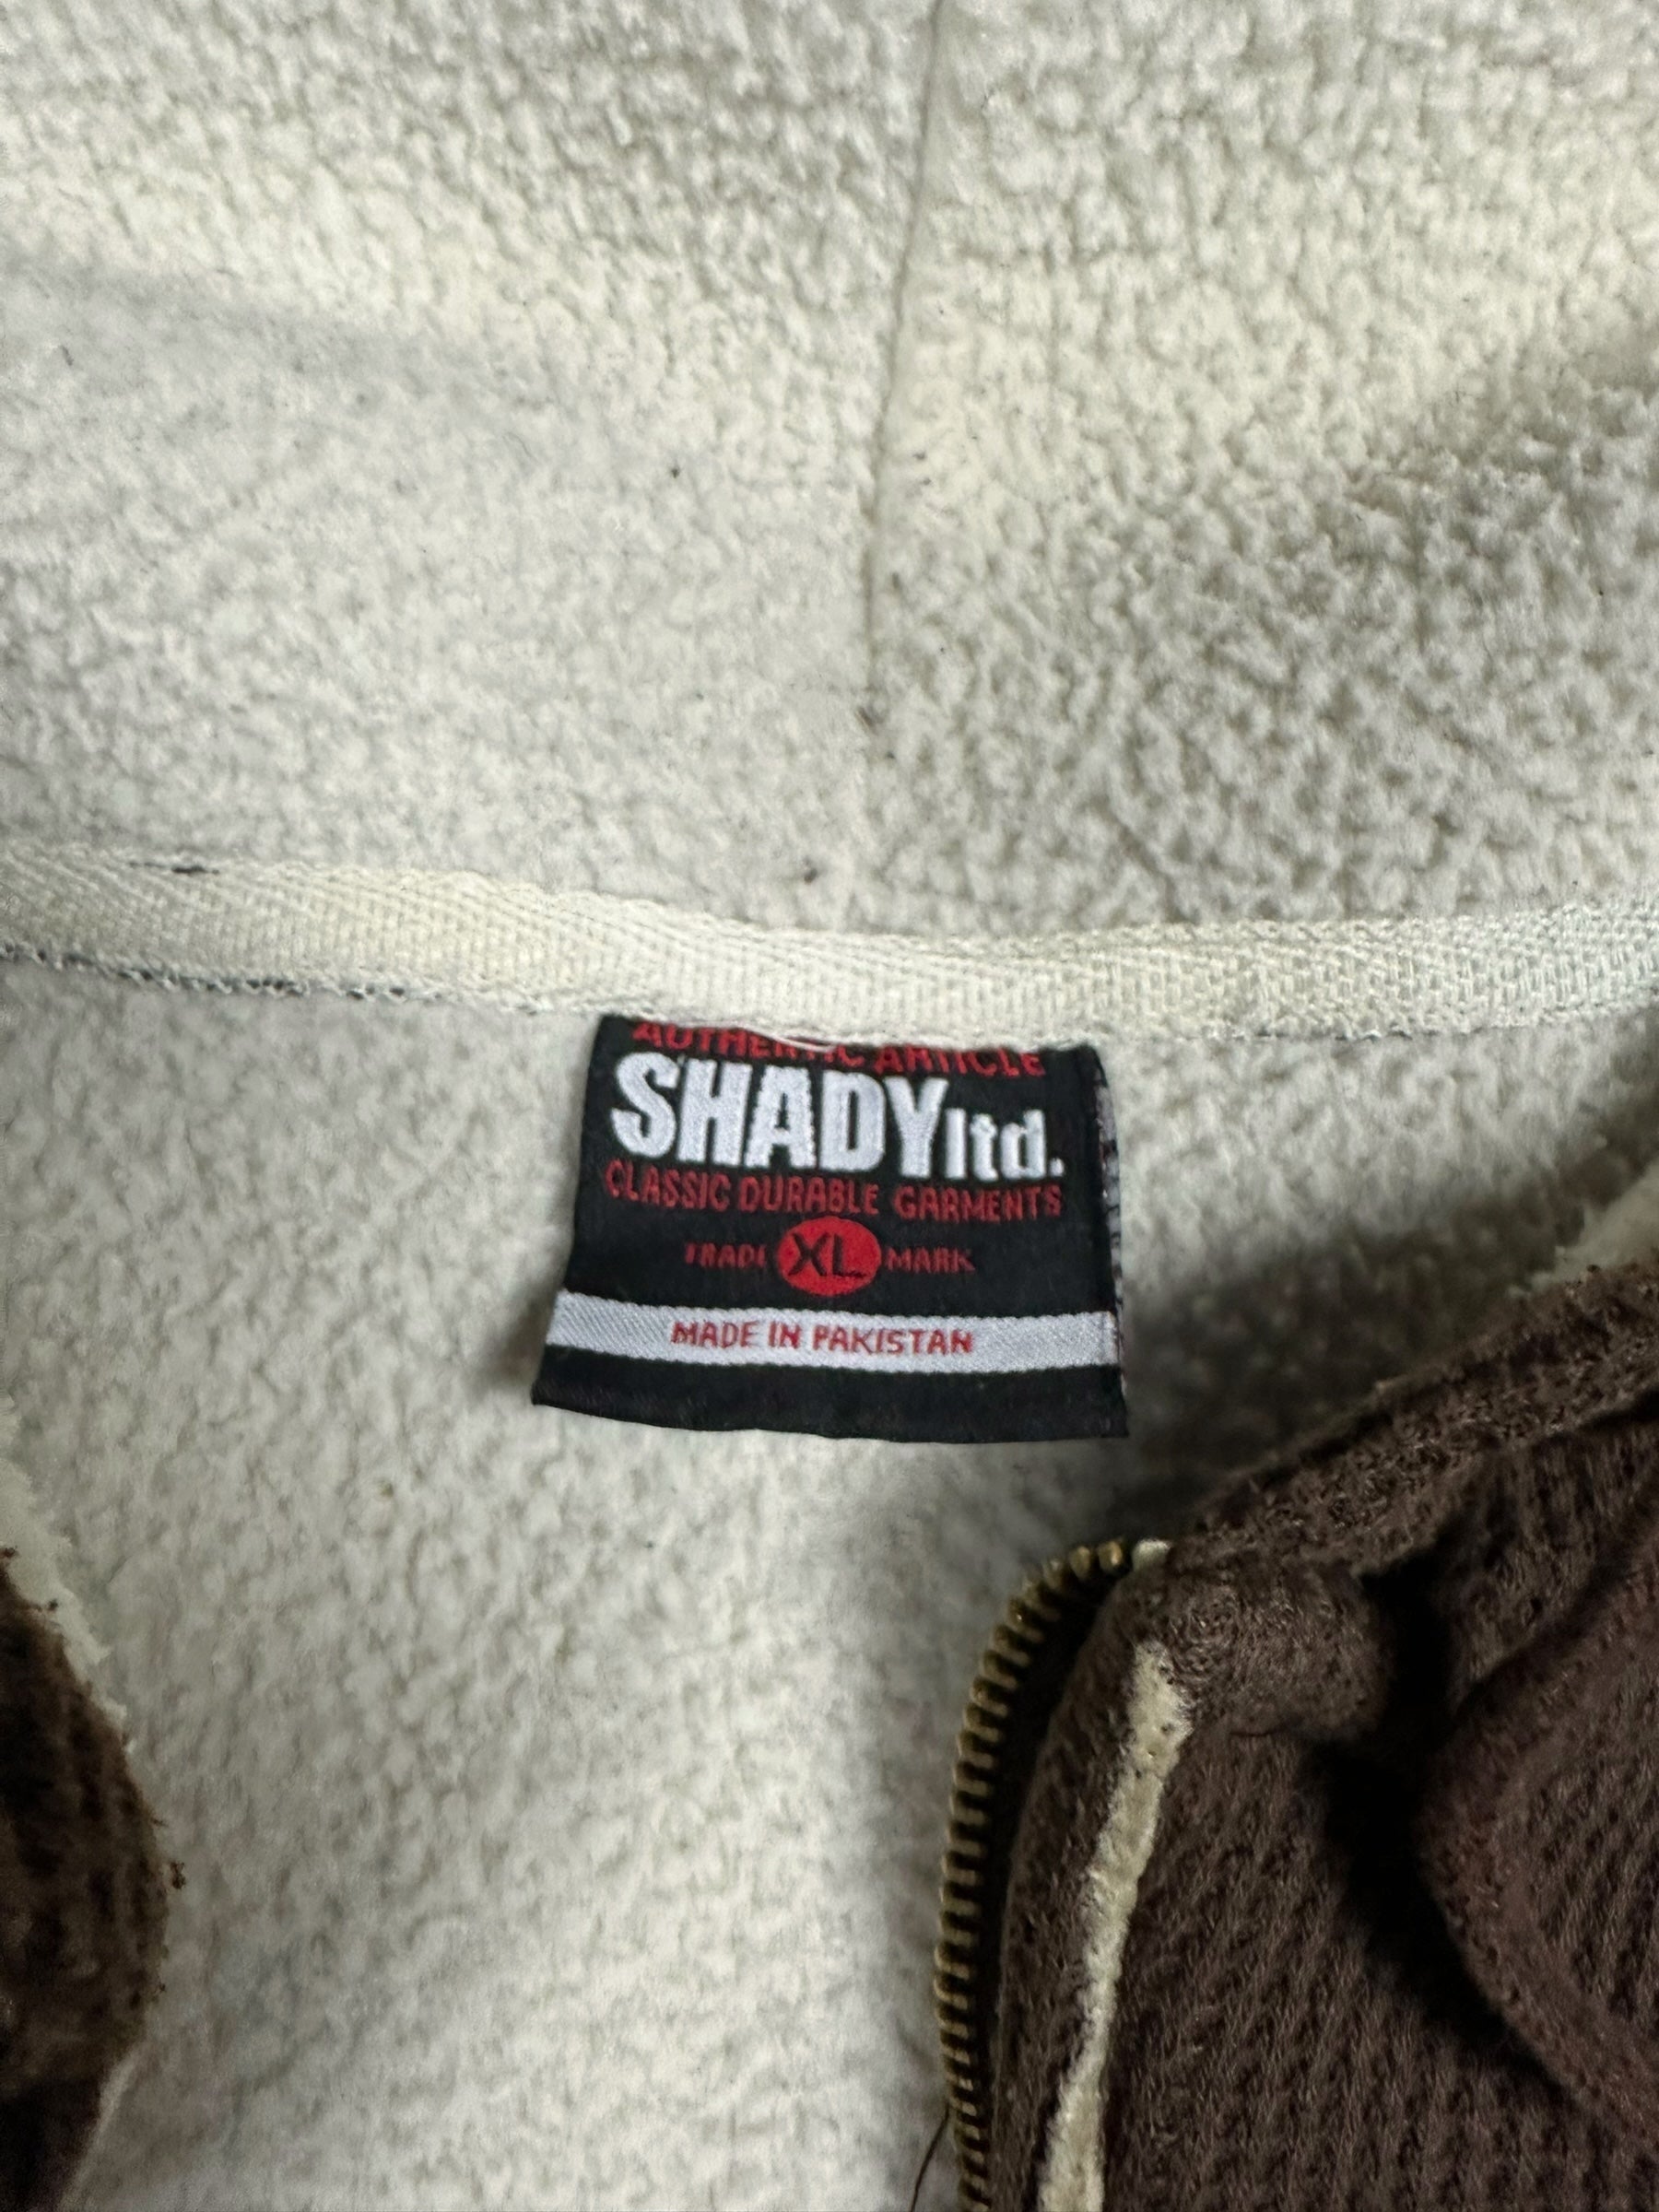 AUTHENTIC ARTICLE
SHADY ltd.
CLASSIC DURABLE GARMENTS
TRADE XL MARK
MADE IN PAKISTAN